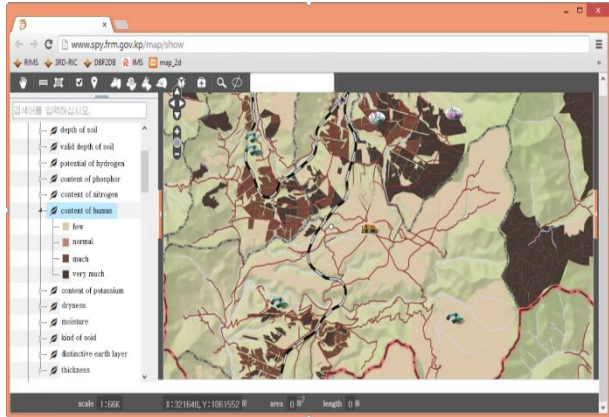 www.spy.frm.gov.kp/map/show
RIMS 3RD-RIC DBF2DB IMS map_2d
검색어를 입력하십시요.
depth of soil
valid depth of soil
potential of hydrogen
content of phosphor
content of nitrogen
content of human
few
normal
much
very much
content of potassium
dryness
moisture
kind of soid
distinctive earth layer
thickness
scale 1:66K X:321648,Y:1061552 m area 0 m² length 0 m